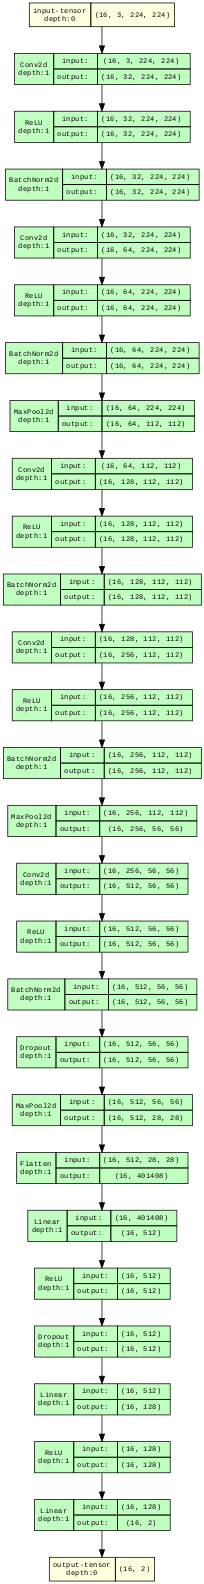 input-tensor
depth:0
(16, 3, 224, 224)
Conv2d
depth:1
input:
(16, 3, 224, 224)
output:
(16, 32, 224, 224)
ReLU
depth:1
input:
(16, 32, 224, 224)
output:
(16, 32, 224, 224)
BatchNorm2d
depth:1
input:
(16, 32, 224, 224)
output:
(16, 32, 224, 224)
Conv2d
depth:1
input:
(16, 32, 224, 224)
output:
(16, 64, 224, 224)
ReLU
depth:1
input:
(16, 64, 224, 224)
output:
(16, 64, 224, 224)
BatchNorm2d
depth:1
input:
(16, 64, 224, 224)
output:
(16, 64, 224, 224)
MaxPool2d
depth:1
input:
(16, 64, 224, 224)
output:
(16, 64, 112, 112)
Conv2d
depth:1
input:
(16, 64, 112, 112)
output:
(16, 128, 112, 112)
ReLU
depth:1
input:
(16, 128, 112, 112)
output:
(16, 128, 112, 112)
BatchNorm2d
depth:1
input:
(16, 128, 112, 112)
output:
(16, 128, 112, 112)
Conv2d
depth:1
input:
(16, 128, 112, 112)
output:
(16, 256, 112, 112)
ReLU
depth:1
input:
(16, 256, 112, 112)
output:
(16, 256, 112, 112)
BatchNorm2d
depth:1
input:
(16, 256, 112, 112)
output:
(16, 256, 112, 112)
MaxPool2d
depth:1
input:
(16, 256, 112, 112)
output:
(16, 256, 56, 56)
Conv2d
depth:1
input:
(16, 256, 56, 56)
output:
(16, 512, 56, 56)
ReLU
depth:1
input:
(16, 512, 56, 56)
output:
(16, 512, 56, 56)
BatchNorm2d
depth:1
input:
(16, 512, 56, 56)
output:
(16, 512, 56, 56)
Dropout
depth:1
input:
(16, 512, 56, 56)
output:
(16, 512, 56, 56)
MaxPool2d
depth:1
input:
(16, 512, 56, 56)
output:
(16, 512, 28, 28)
Flatten
depth:1
input:
(16, 512, 28, 28)
output:
(16, 401408)
Linear
depth:1
input:
(16, 401408)
output:
(16, 512)
ReLU
depth:1
input:
(16, 512)
output:
(16, 512)
Dropout
depth:1
input:
(16, 512)
output:
(16, 512)
Linear
depth:1
input:
(16, 512)
output:
(16, 128)
ReLU
depth:1
input:
(16, 128)
output:
(16, 128)
Linear
depth:1
input:
(16, 128)
output:
(16, 2)
output-tensor
depth:0
(16, 2)